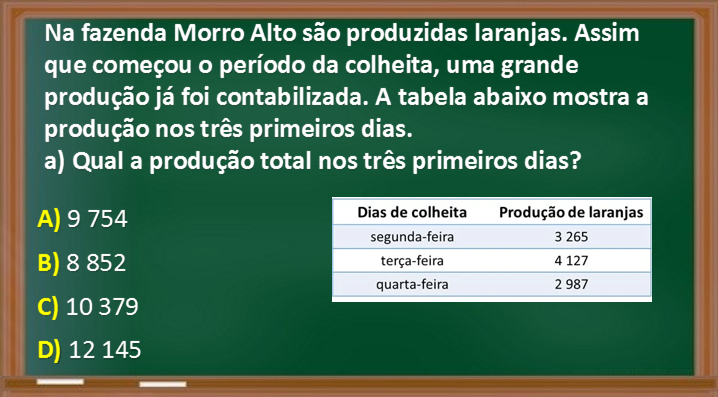 Na fazenda Morro Alto são produzidas laranjas. Assim
que começou o período da colheita, uma grande
produção já foi contabilizada. A tabela abaixo mostra a
produção nos três primeiros dias.
a) Qual a produção total nos três primeiros dias?
A) 9 754
B) 8 852
C) 10 379
D) 12 145
Dias de colheita Produção de laranjas
segunda-feira 3 265
terça-feira 4 127
quarta-feira 2 987